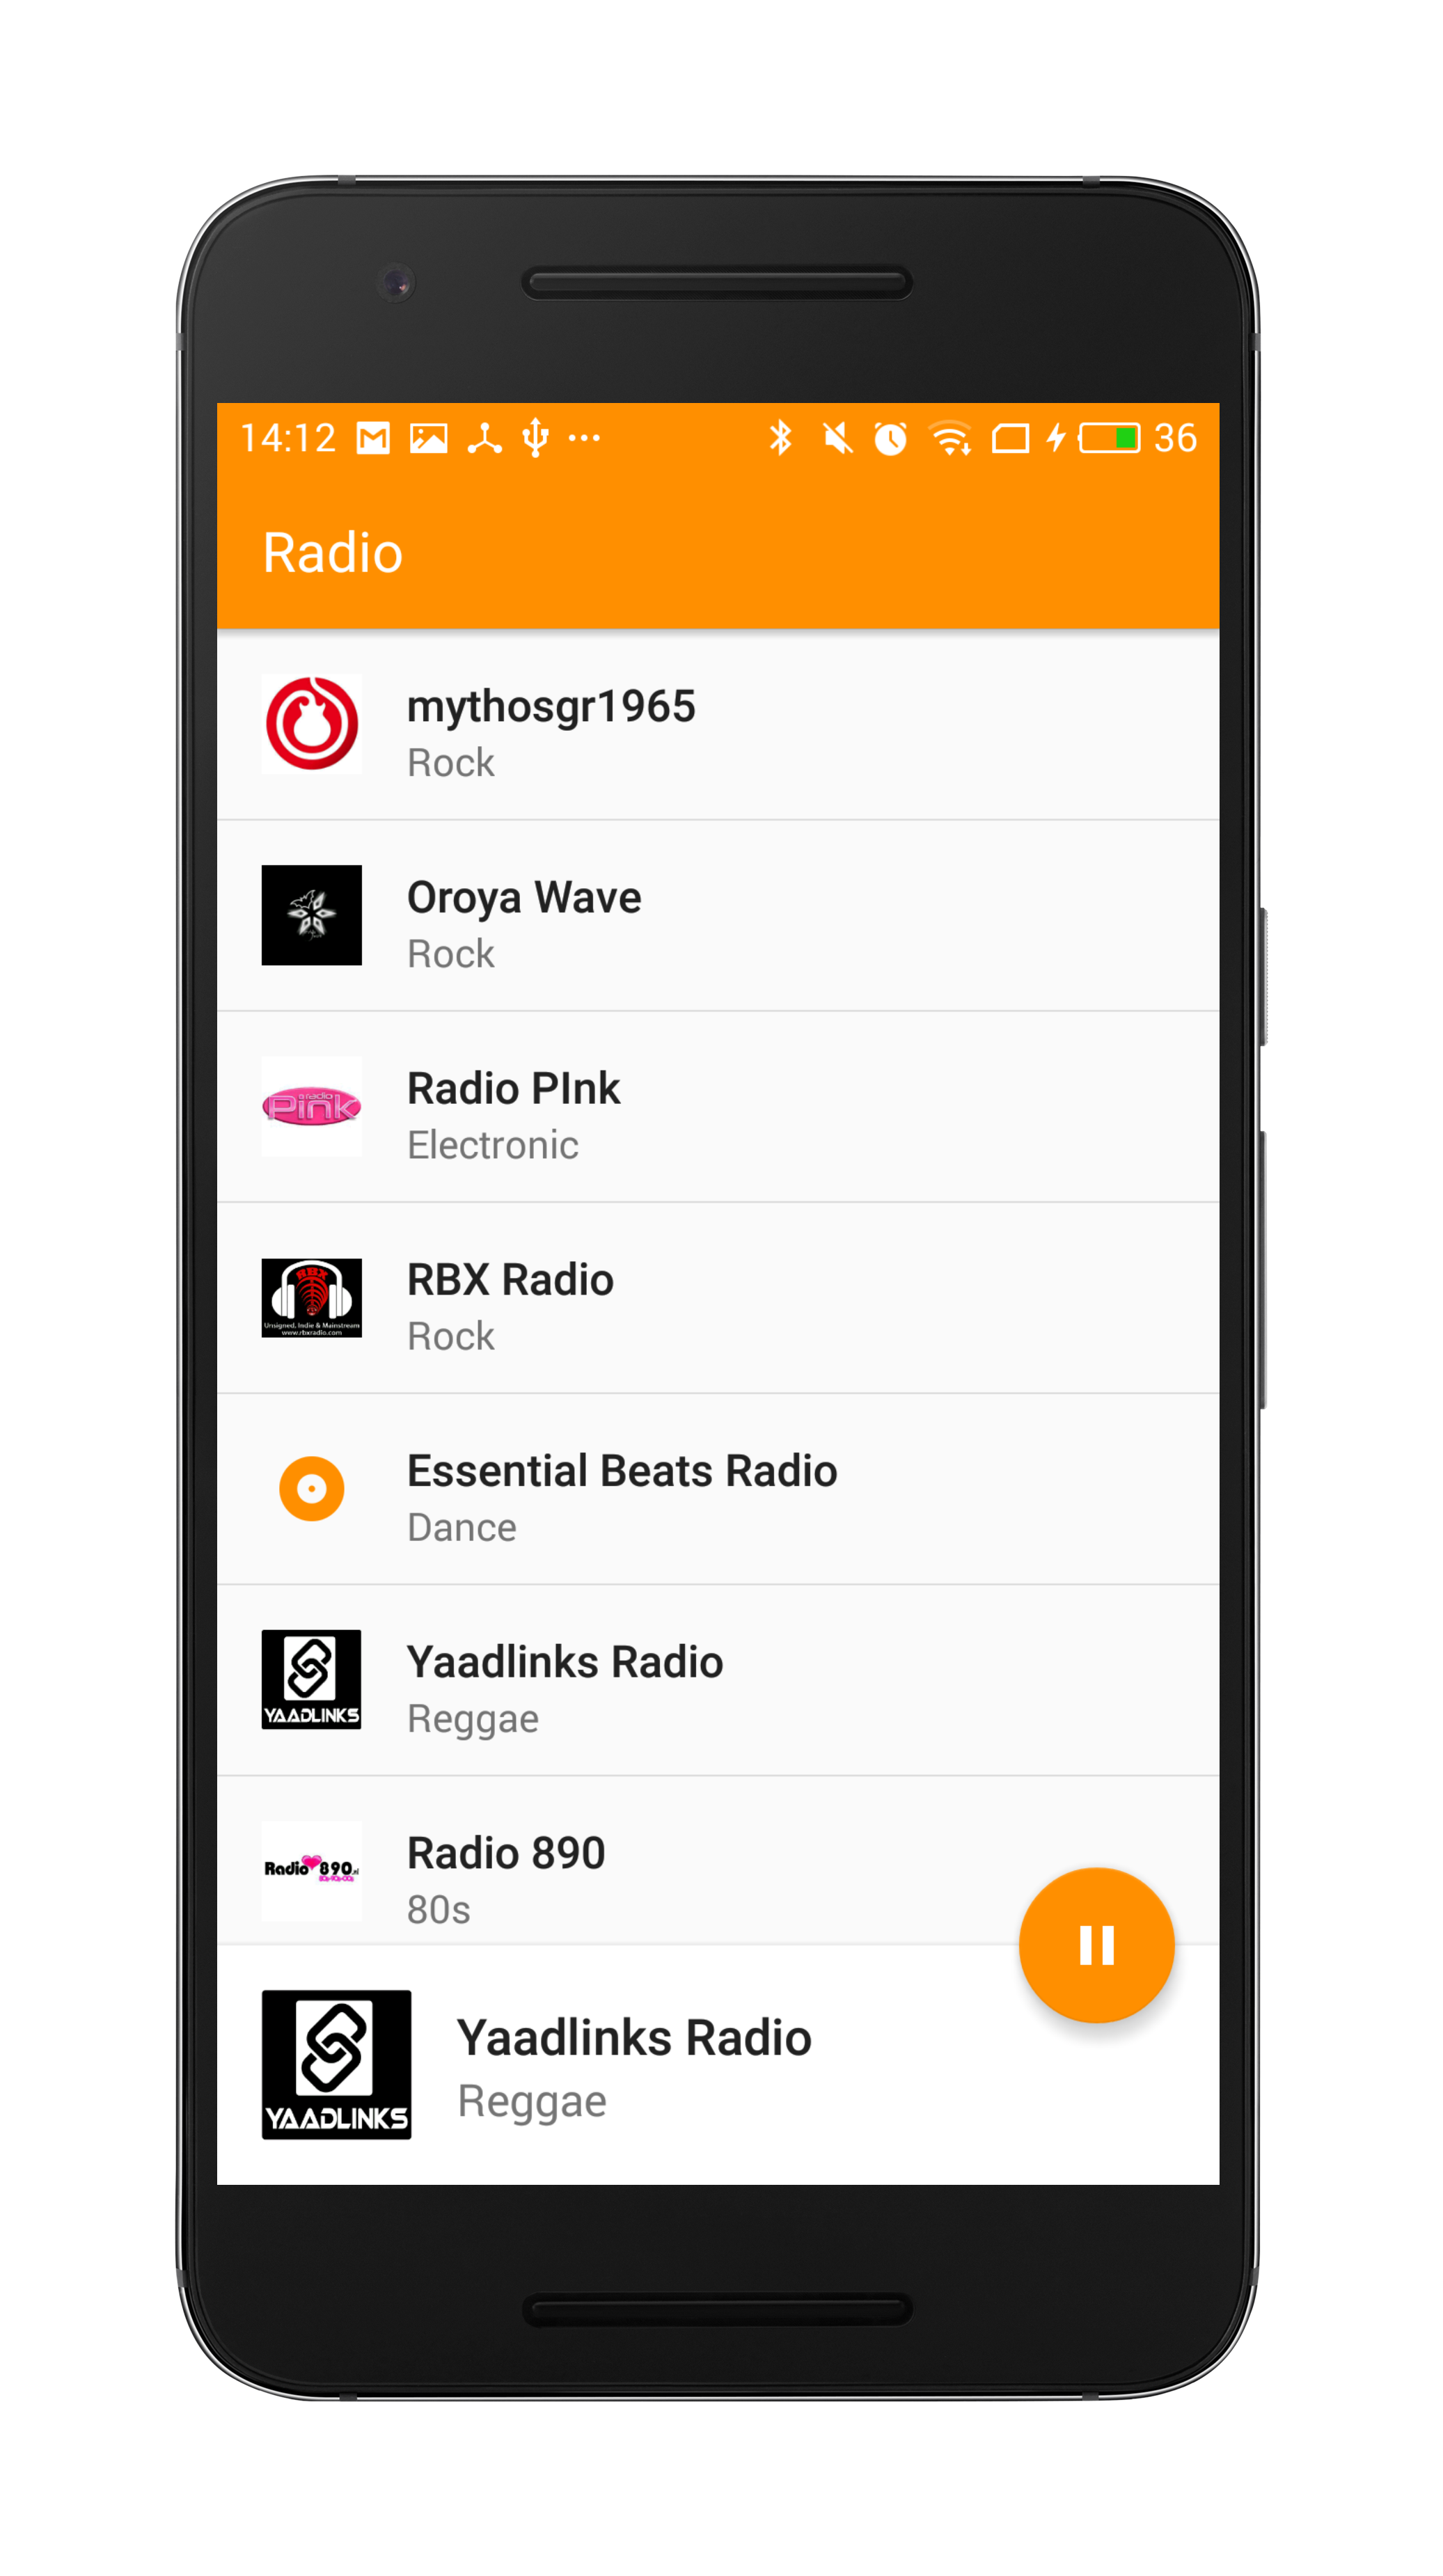 14:12 36
Radio
mythosgr1965
Rock
Oroya Wave
Rock
a radio
Pink
Radio PInk
Electronic
RBX
Unsigned, Indie & Mainstream
www.rbxradio.com
RBX Radio
Rock
Essential Beats Radio
Dance
YAADLINKS
Yaadlinks Radio
Reggae
Radio 890.nl
Radio 890
80s
YAADLINKS
Yaadlinks Radio
Reggae